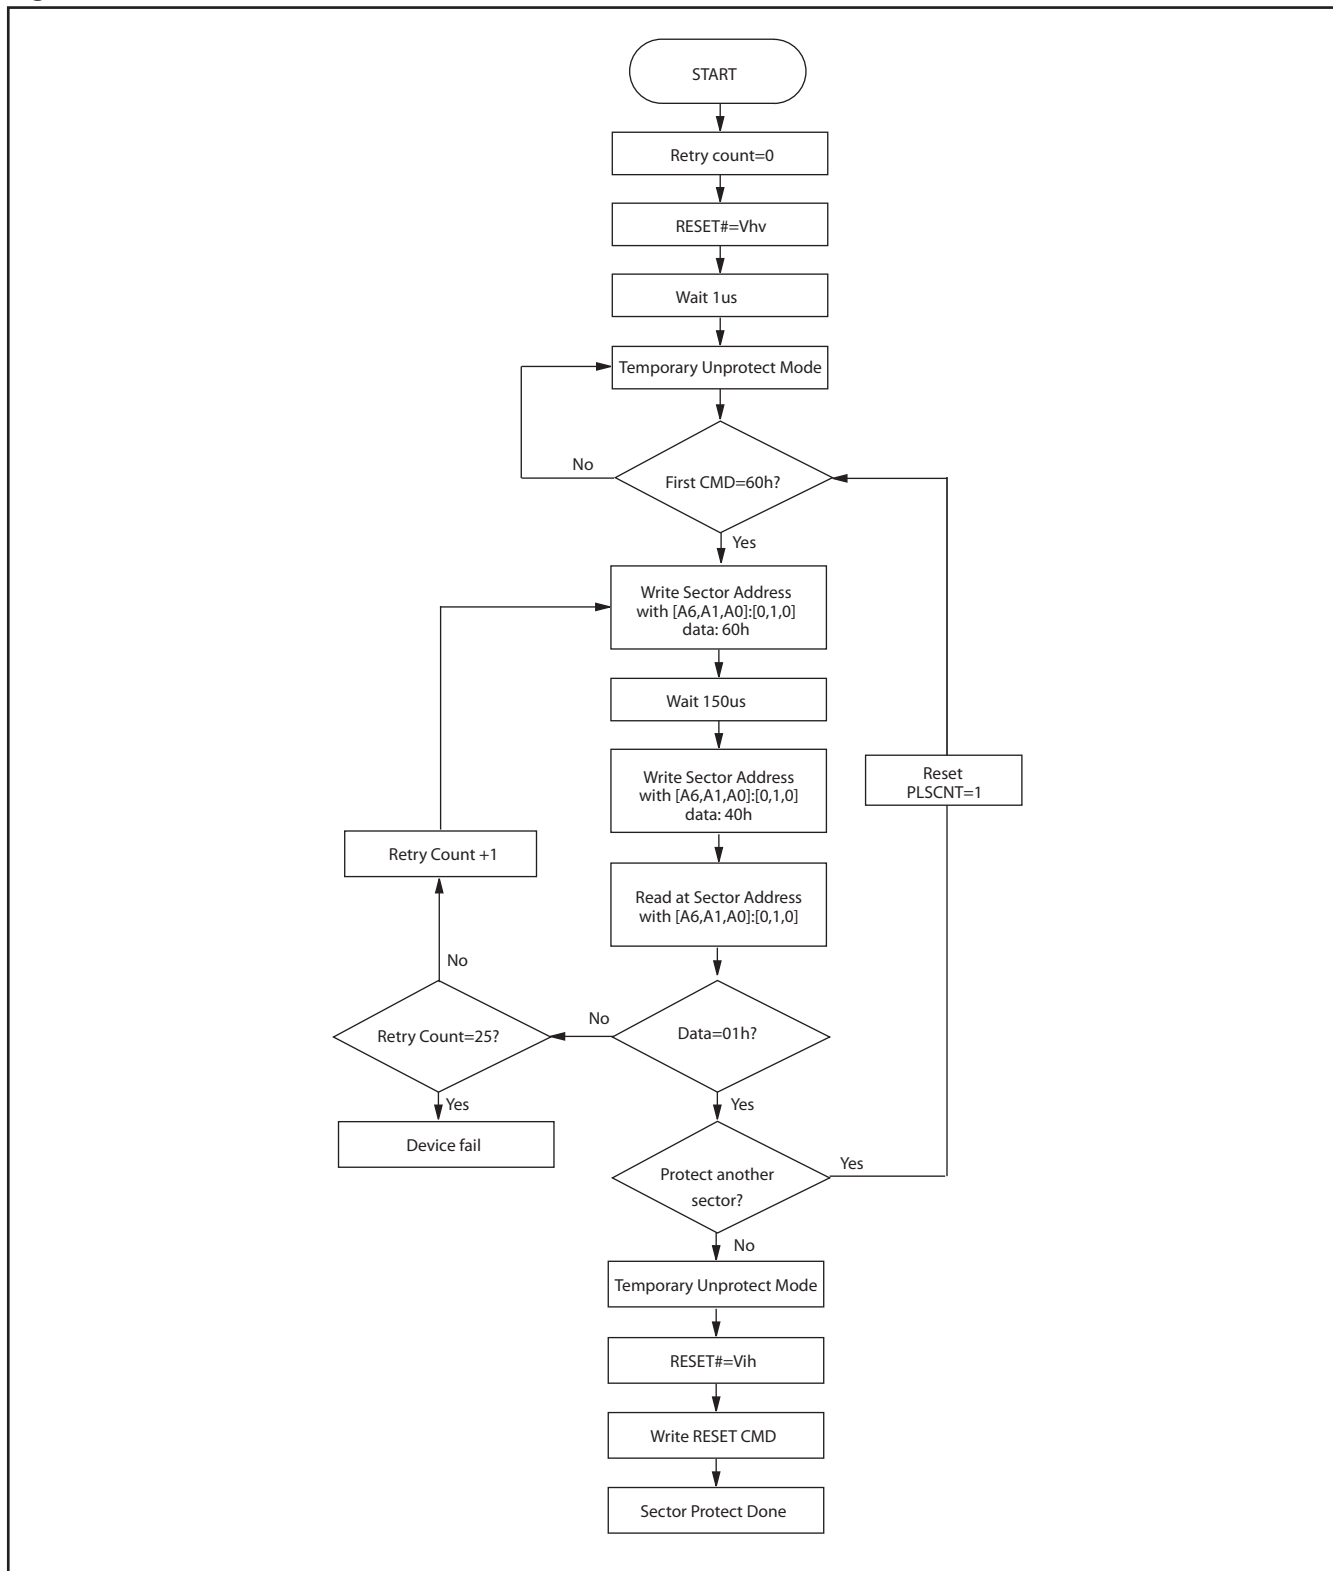 START
Retry count=0
RESET#=Vhv
Wait 1us
Temporary Unprotect Mode
No
First CMD=60h?
Yes
Write Sector Address
with [A6,A1,A0]:[0,1,0]
data: 60h
Wait 150us
Write Sector Address
with [A6,A1,A0]:[0,1,0]
data: 40h
Reset
PLSCNT=1
Retry Count +1
Read at Sector Address
with [A6,A1,A0]:[0,1,0]
No
Retry Count=25?
No
Data=01h?
Yes
Yes
Device fail
Protect another
sector?
Yes
No
Temporary Unprotect Mode
RESET#=Vih
Write RESET CMD
Sector Protect Done